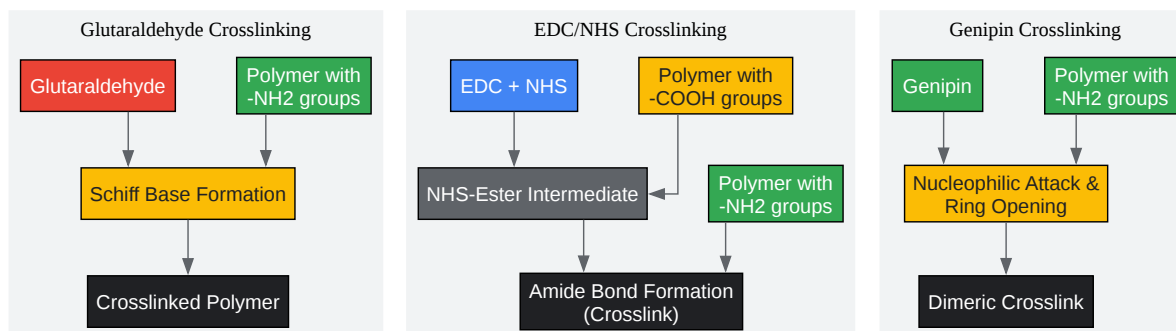 Glutaraldehyde Crosslinking
Glutaraldehyde
Polymer with
-NH2 groups
Schiff Base Formation
Crosslinked Polymer
EDC/NHS Crosslinking
EDC + NHS
Polymer with
-COOH groups
NHS-Ester Intermediate
Polymer with
-NH2 groups
Amide Bond Formation
(Crosslink)
Genipin Crosslinking
Genipin
Polymer with
-NH2 groups
Nucleophilic Attack &
Ring Opening
Dimeric Crosslink